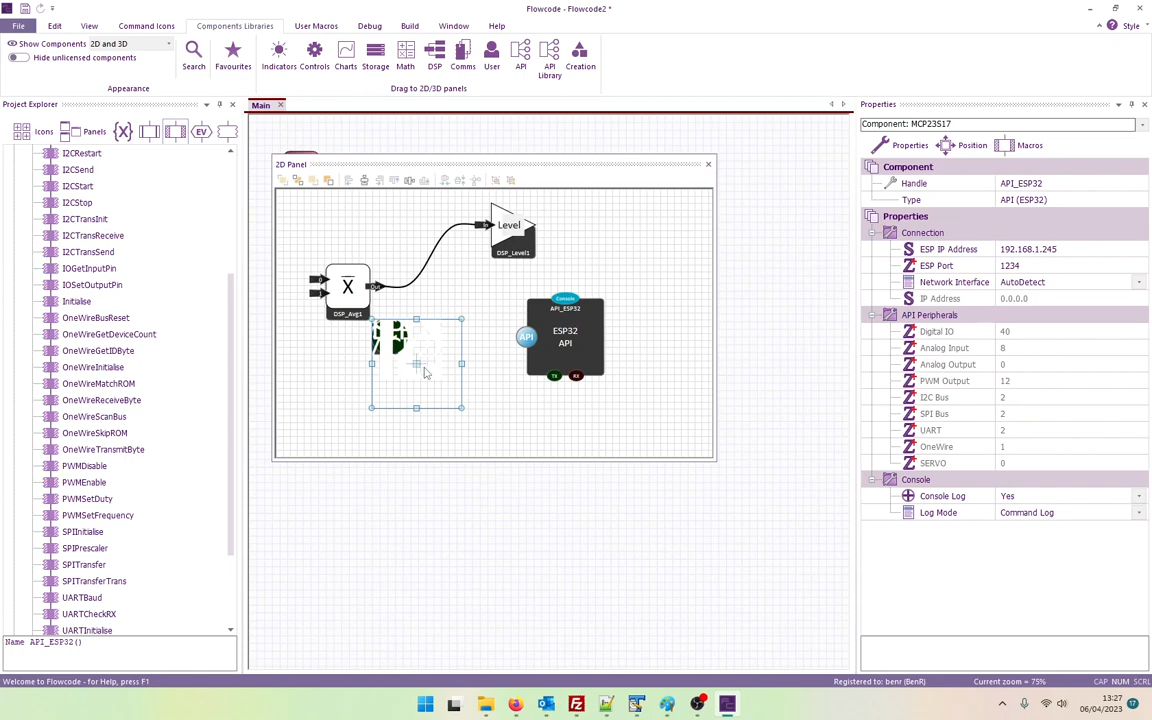 Flowcode - Flowcode2 *
File Edit View Command Icons Components Libraries User Macros Debug Build Window Help Style
Show Components 2D and 3D
Hide unlicensed components
Appearance
Search Favourites
Indicators Controls Charts Storage Math DSP Comms User API API Library Creation
Drag to 2D/3D panels
Project Explorer
Icons Panels {X} EV
I2CRestart
I2CSend
I2CStart
I2CStop
I2CTransInit
I2CTransReceive
I2CTransSend
IOGetInputPin
IOSetOutputPin
Initialise
OneWireBusReset
OneWireGetDeviceCount
OneWireGetIDByte
OneWireInitialise
OneWireMatchROM
OneWireReceiveByte
OneWireScanBus
OneWireSkipROM
OneWireTransmitByte
PWMDisable
PWMEnable
PWMSetDuty
PWMSetFrequency
SPIInitialise
SPIPrescaler
SPITransfer
SPITransferTrans
UARTBaud
UARTCheckRX
UARTInitialise
Name API_ESP32()
Main
2D Panel
Level
In
DSP_Level1
X
Out
DSP_Avg1
Console
API_ESP32
ESP32
API
API
TX RX
Properties
Component: MCP23S17
Properties Position Macros
Component
Handle API_ESP32
Type API (ESP32)
Properties
Connection
ESP IP Address 192.168.1.245
ESP Port 1234
Network Interface AutoDetect
IP Address 0.0.0.0
API Peripherals
Digital IO 40
Analog Input 8
Analog Output 0
PWM Output 12
I2C Bus 2
SPI Bus 2
UART 2
OneWire 1
SERVO 0
Console
Console Log Yes
Log Mode Command Log
Welcome to Flowcode - for Help, press F1
Registered to: benr (BenR)
Current zoom = 75%
CAP NUM SCRL
13:27
06/04/2023